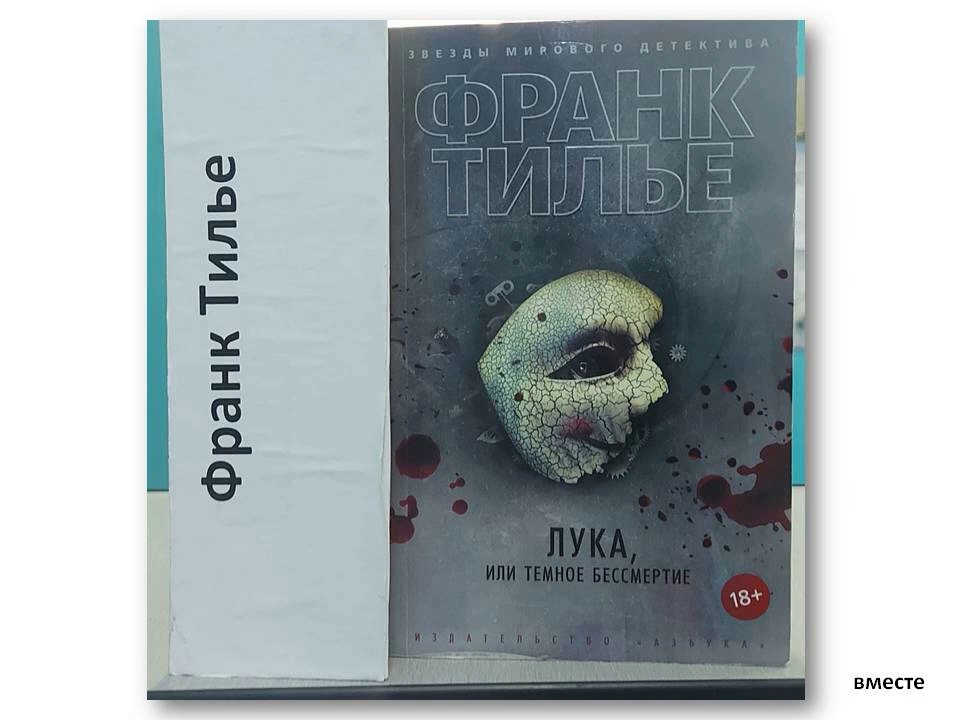 Франк Тилье
ЗВЕЗДЫ МИРОВОГО ДЕТЕКТИВА
ФРАНК
ТИЛЬЕ
ЛУКА,
ИЛИ ТЕМНОЕ БЕССМЕРТИЕ
18+
ИЗДАТЕЛЬСТВО «АЗБУКА»
вместе